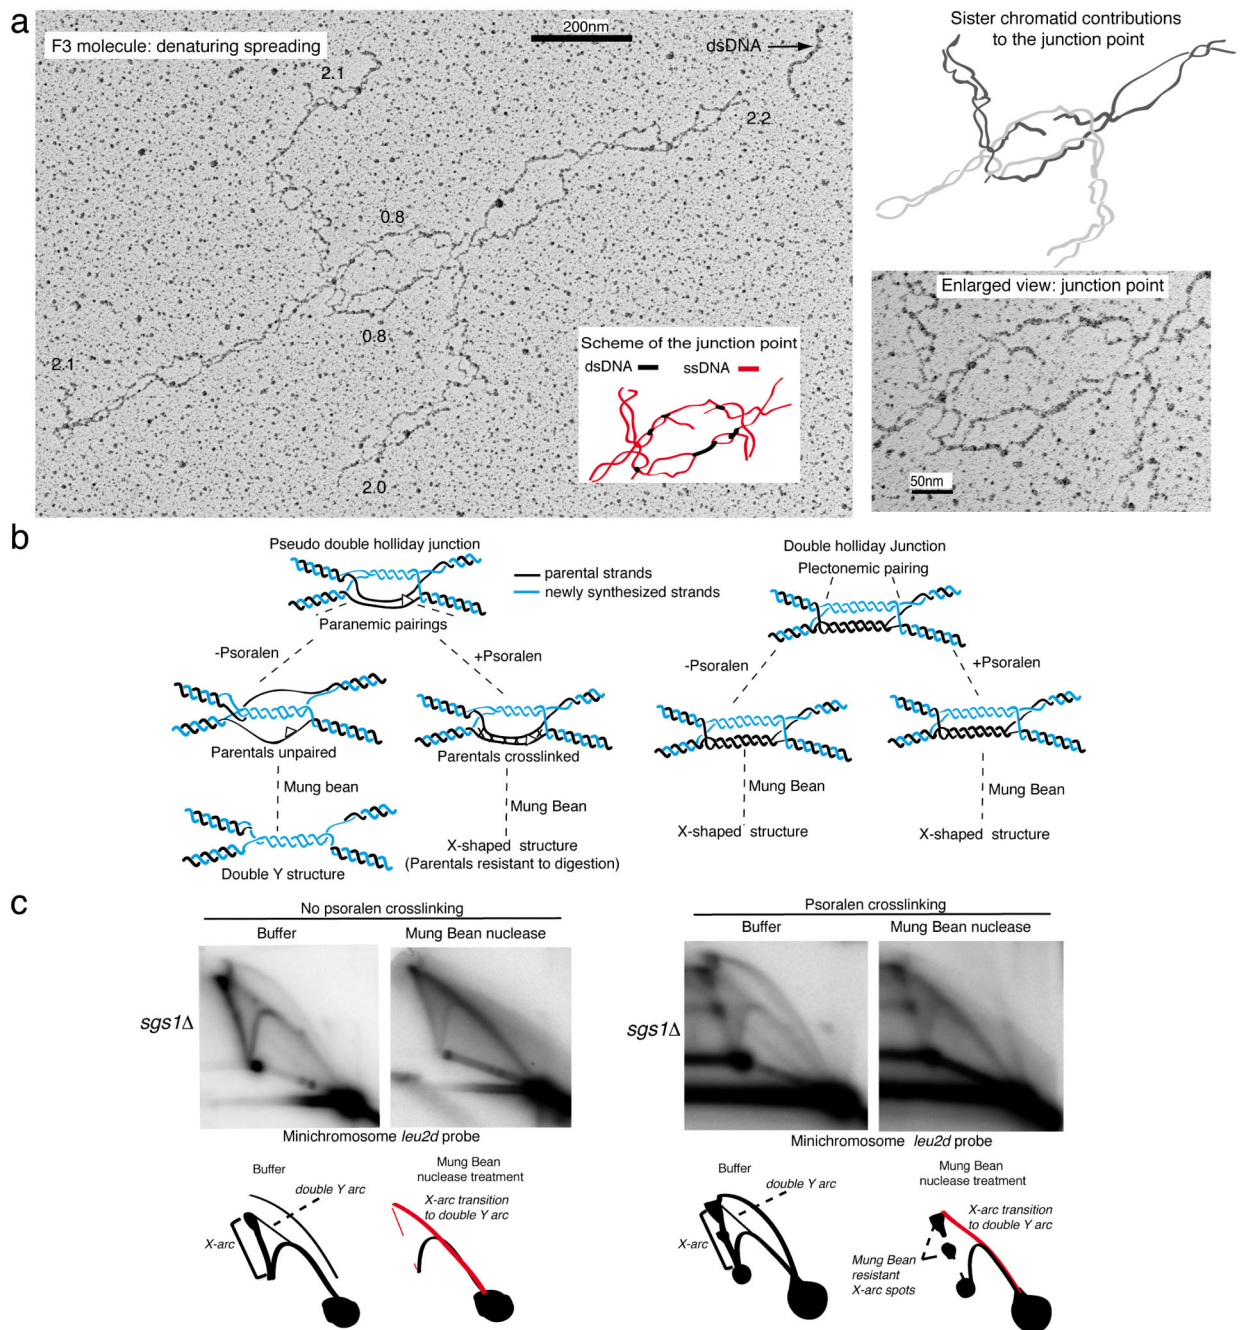 a
F3 molecule: denaturing spreading
200nm
dsDNA
2.1
2.2
0.8
0.8
2.1
2.0
Scheme of the junction point
dsDNA
ssDNA
Sister chromatid contributions
to the junction point
Enlarged view: junction point
50nm
b
Pseudo double holliday junction
parental strands
newly synthesized strands
Paranemic pairings
-Psoralen
+Psoralen
Parentals unpaired
Parentals crosslinked
Mung bean
Mung Bean
Double Y structure
X-shaped structure
(Parentals resistant to digestion)
Double holliday Junction
Plectonemic pairing
-Psoralen
+Psoralen
Mung Bean
Mung Bean
X-shaped structure
X-shaped structure
c
No psoralen crosslinking
Buffer
Mung Bean nuclease
sgs1Δ
Minichromosome leu2d probe
Buffer
double Y arc
X-arc
Mung Bean
nuclease treatment
X-arc transition
to double Y arc
Psoralen crosslinking
Buffer
Mung Bean nuclease
sgs1Δ
Minichromosome leu2d probe
Buffer
double Y arc
X-arc
Mung Bean
nuclease treatment
X-arc transition
to double Y arc
Mung Bean
resistant
X-arc spots